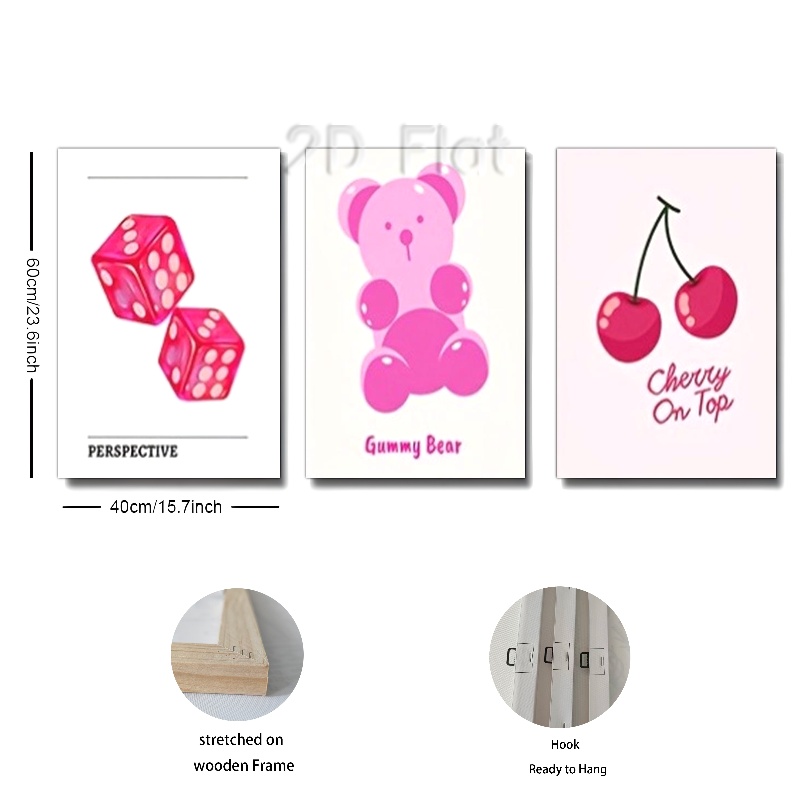 2D Flat
60cm/23.6inch
PERSPECTIVE
Gummy Bear
Cherry
On Top
40cm/15.7inch
stretched on
wooden Frame
Hook
Ready to Hang